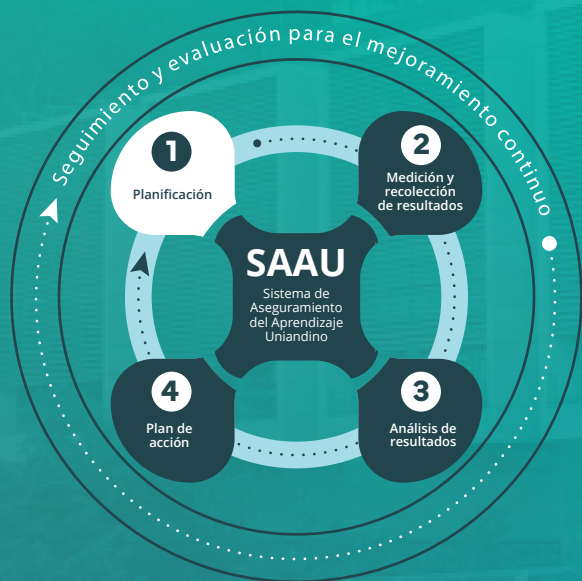 Seguimiento y evaluación para el mejoramiento continuo
1
Planificación
2
Medición y
recolección
de resultados
SAAU
Sistema de
Aseguramiento
del Aprendizaje
Uniandino
4
Plan de
acción
3
Análisis de
resultados